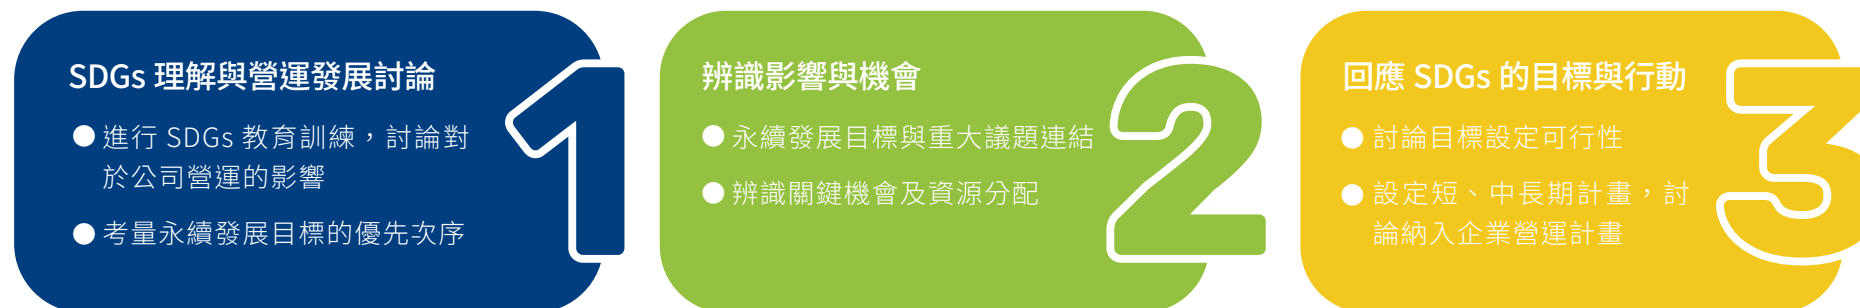 SDGs 理解與營運發展討論
● 進行 SDGs 教育訓練，討論對
於公司營運的影響
● 考量永續發展目標的優先次序
1
辨識影響與機會
● 永續發展目標與重大議題連結
● 辨識關鍵機會及資源分配
2
回應 SDGs 的目標與行動
● 討論目標設定可行性
● 設定短、中長期計畫，討
論納入企業營運計畫
3